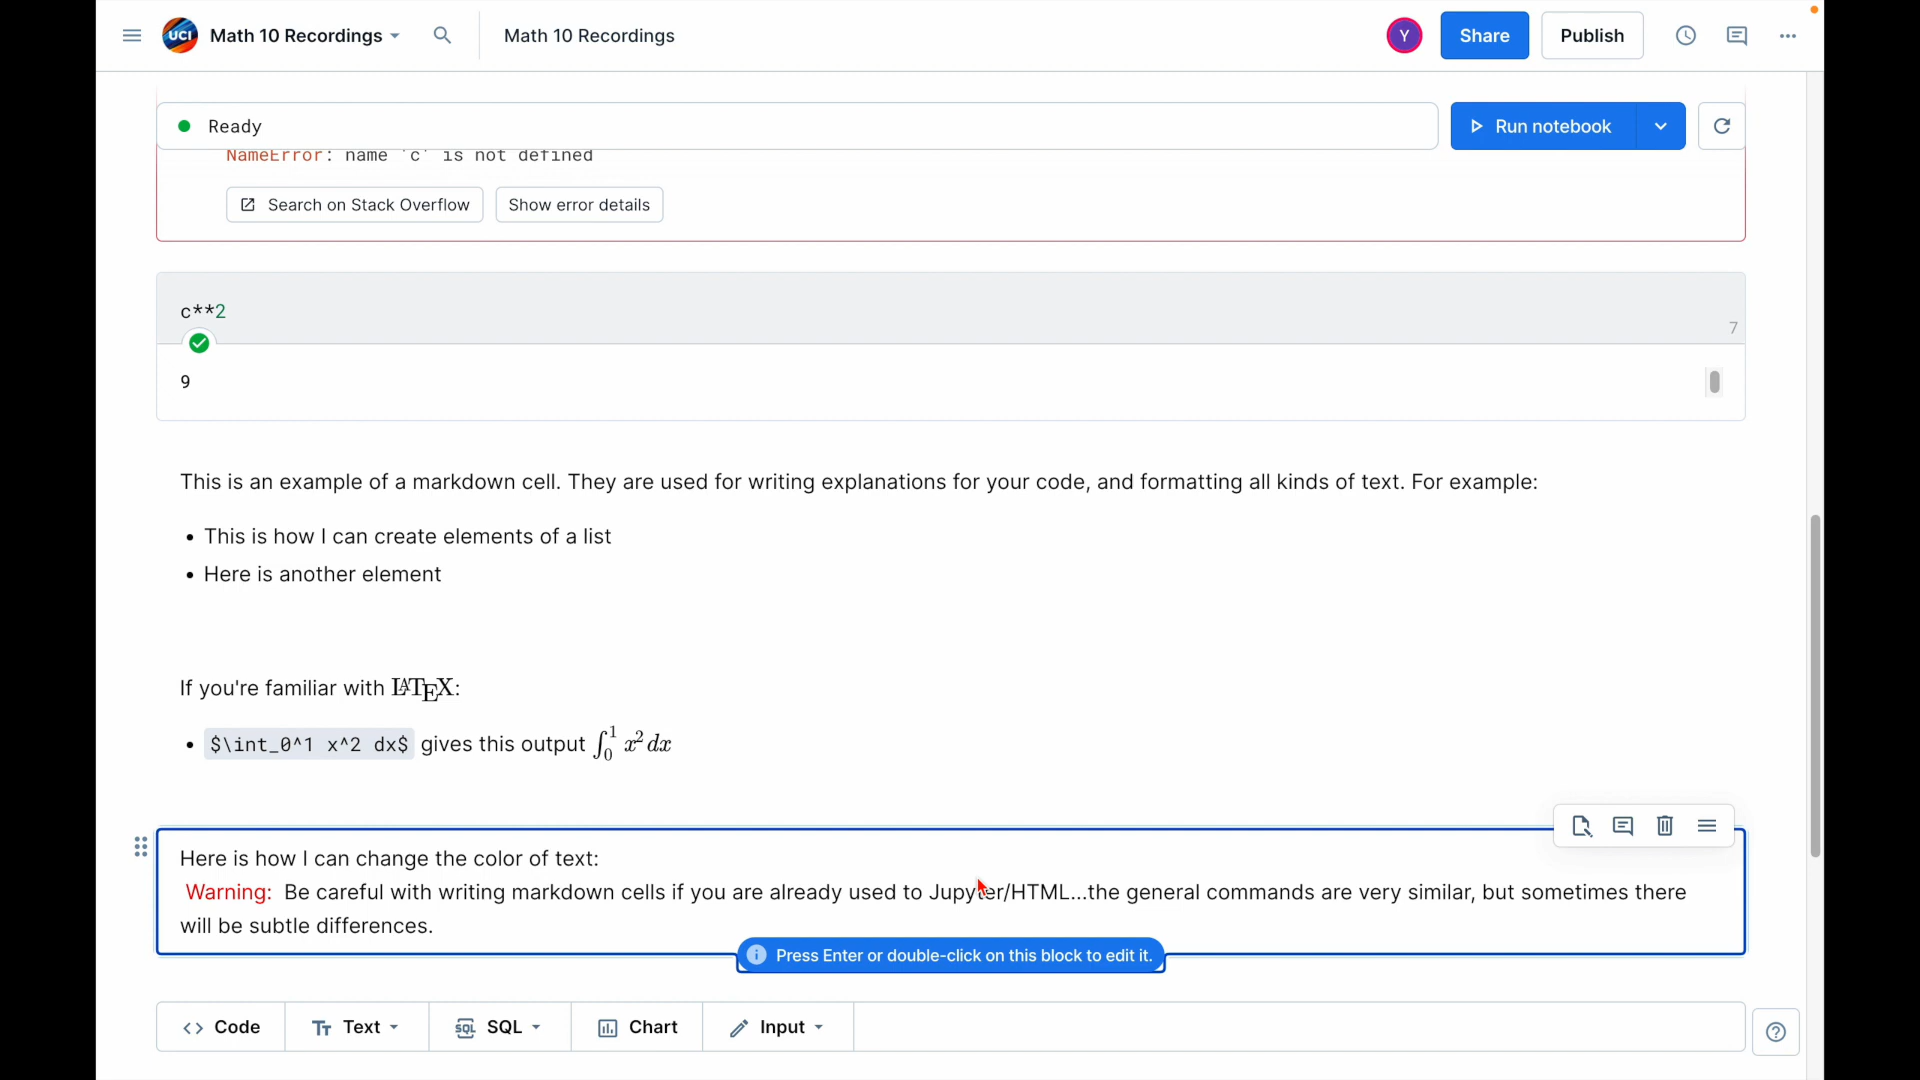 UCI Math 10 Recordings Math 10 Recordings Y Share Publish
Ready Run notebook
NameError: name 'c' is not defined
Search on Stack Overflow Show error details
c**2
7
9
This is an example of a markdown cell. They are used for writing explanations for your code, and formatting all kinds of text. For example:
• This is how I can create elements of a list
• Here is another element
If you're familiar with LATEX:
• $\int_0^1 x^2 dx$ gives this output ∫₀¹ x² dx
Here is how I can change the color of text:
Warning: Be careful with writing markdown cells if you are already used to Jupyter/HTML...the general commands are very similar, but sometimes there
will be subtle differences.
Press Enter or double-click on this block to edit it.
Code Text SQL SQL Chart Input